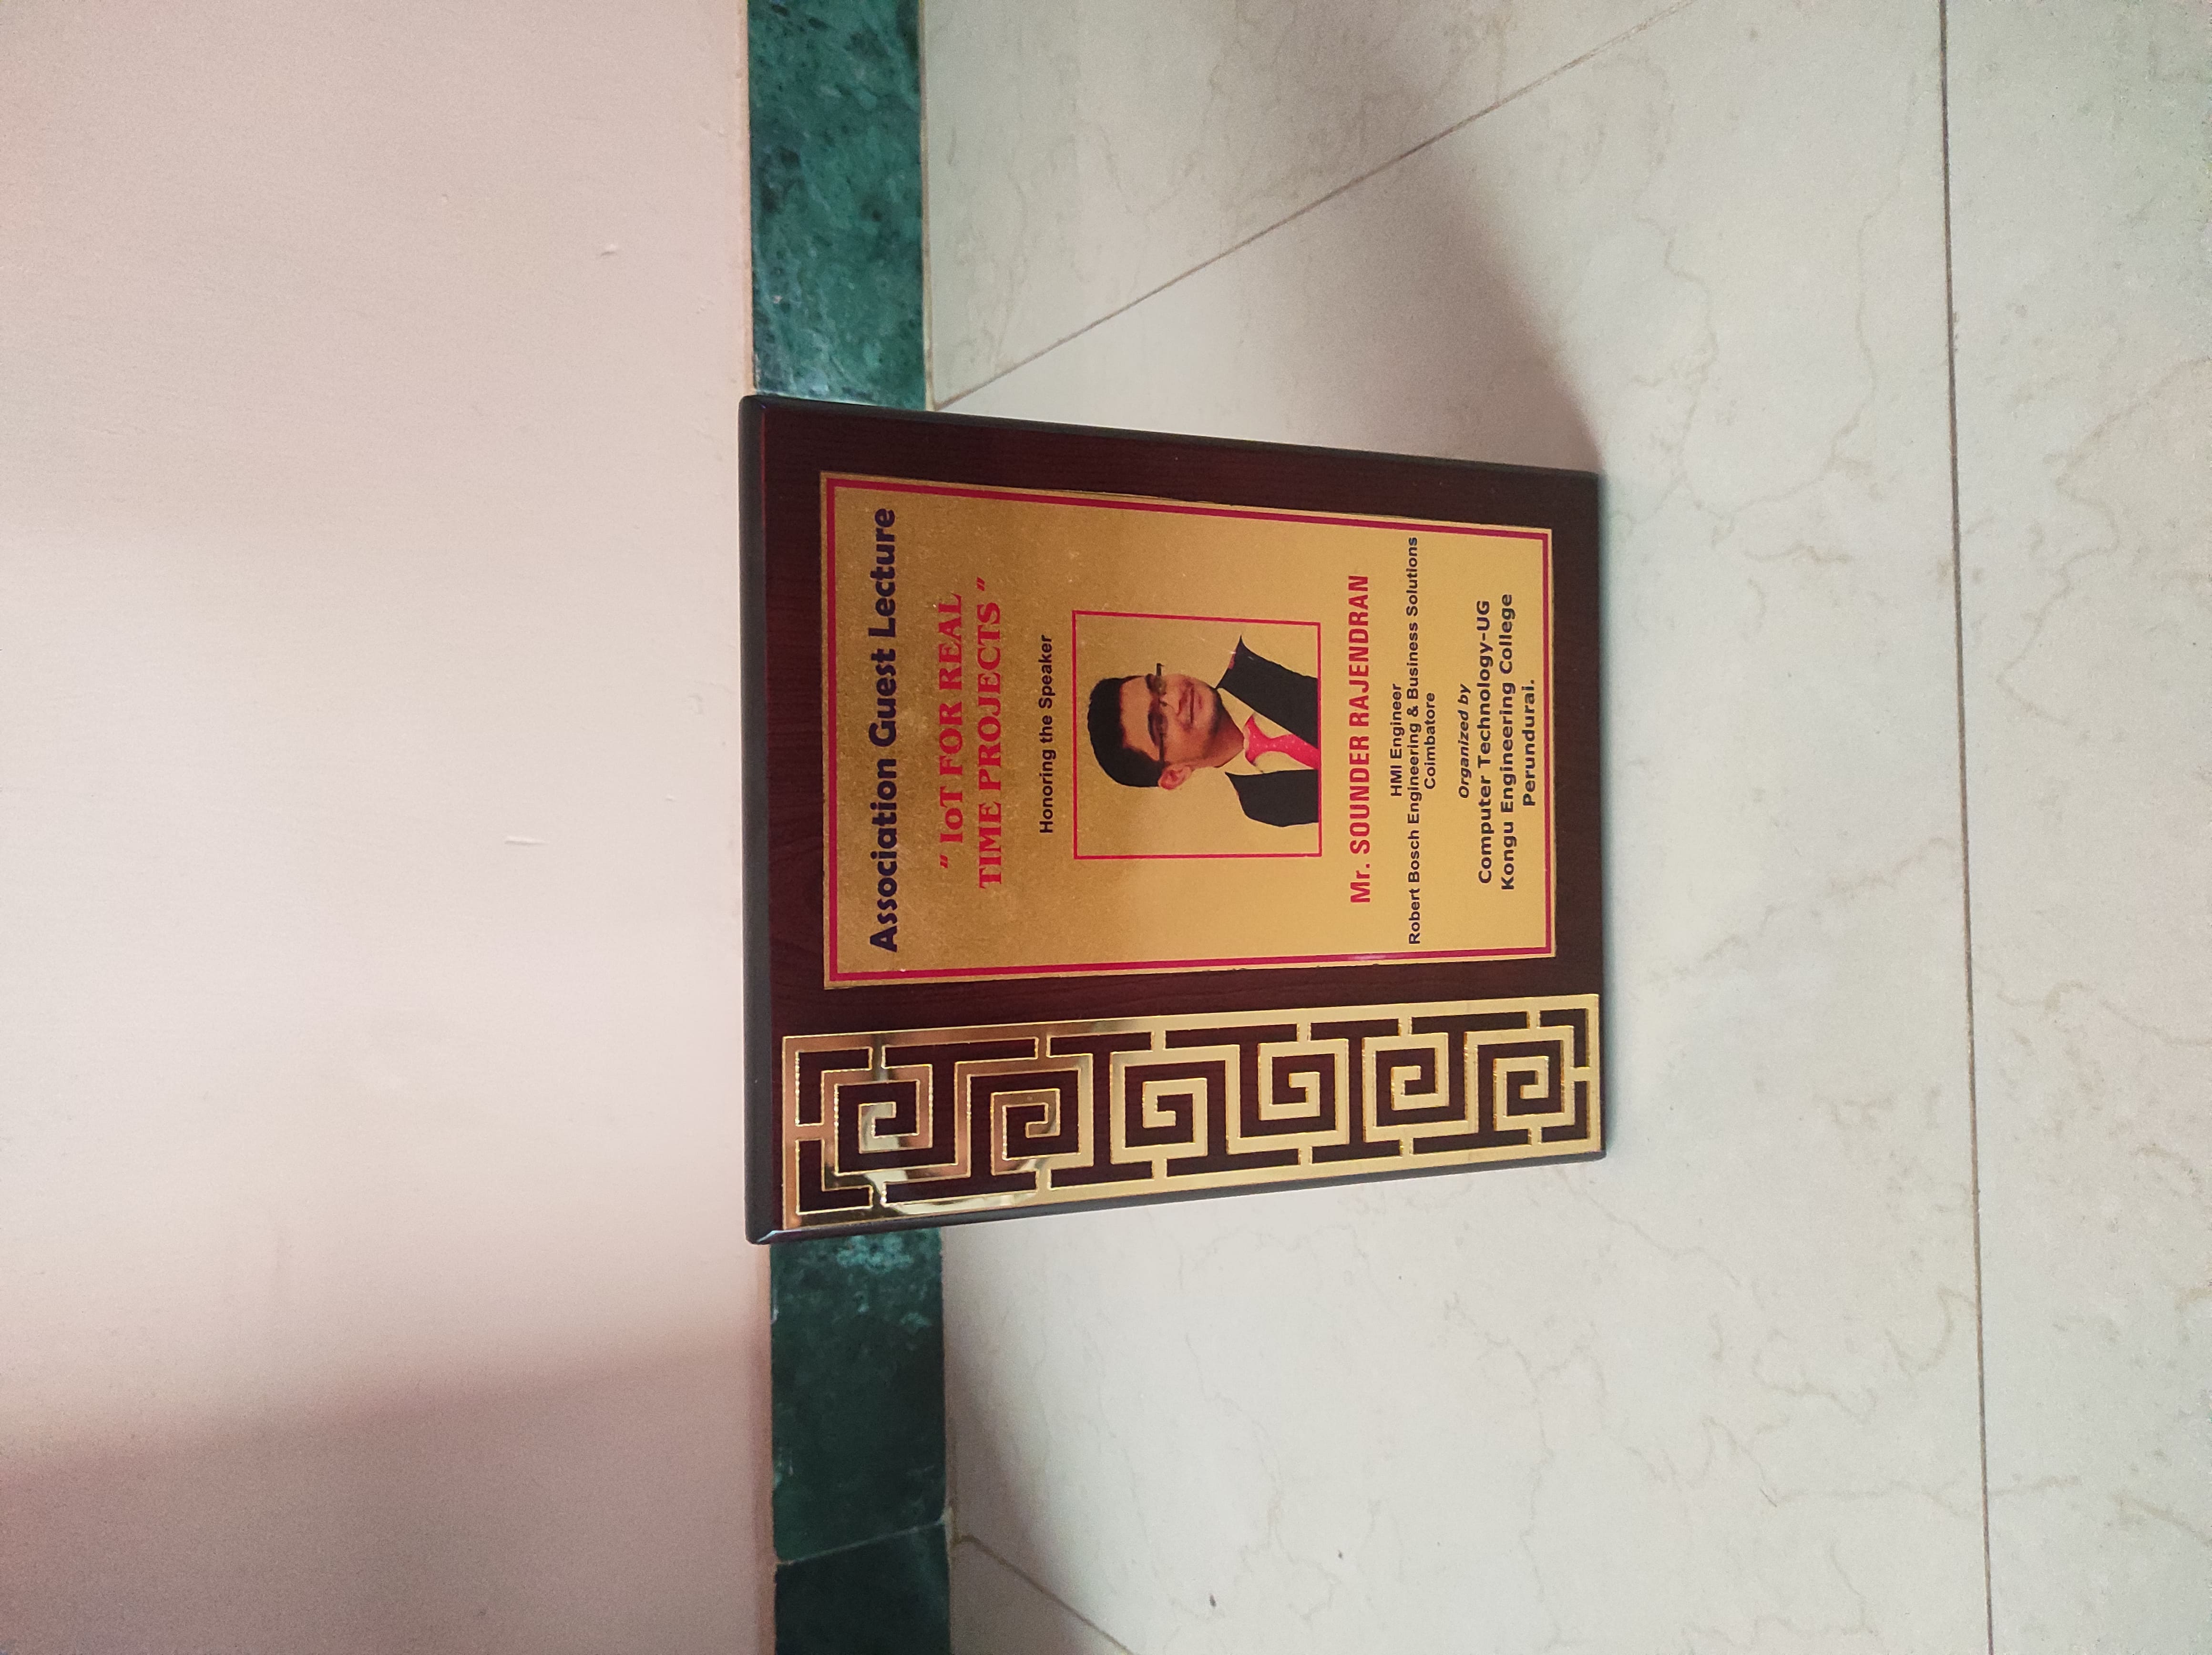 Association Guest Lecture
“ IoT FOR REAL
TIME PROJECTS ”
Honoring the Speaker
Mr. SOUNDER RAJENDRAN
HMI Engineer
Robert Bosch Engineering & Business Solutions
Coimbatore
Organized by
Computer Technology-UG
Kongu Engineering College
Perundurai.